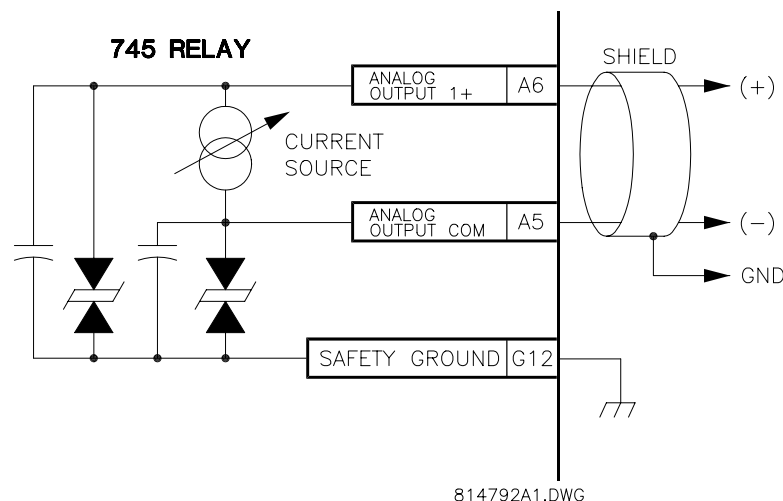 745 RELAY
SHIELD
ANALOG
OUTPUT 1+
A6
(+)
CURRENT
SOURCE
ANALOG
OUTPUT COM
A5
(-)
GND
SAFETY GROUND
G12
814792A1.DWG